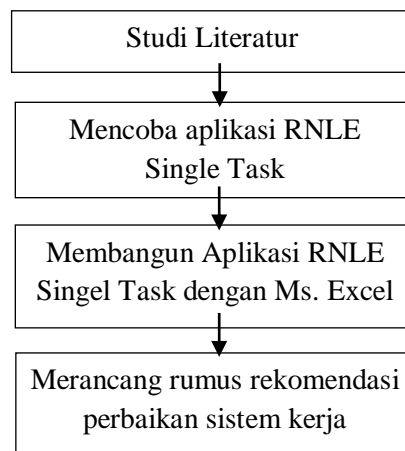 Studi Literatur
Mencoba aplikasi RNLE
Single Task
Membangun Aplikasi RNLE
Singel Task dengan Ms. Excel
Merancang rumus rekomendasi
perbaikan sistem kerja